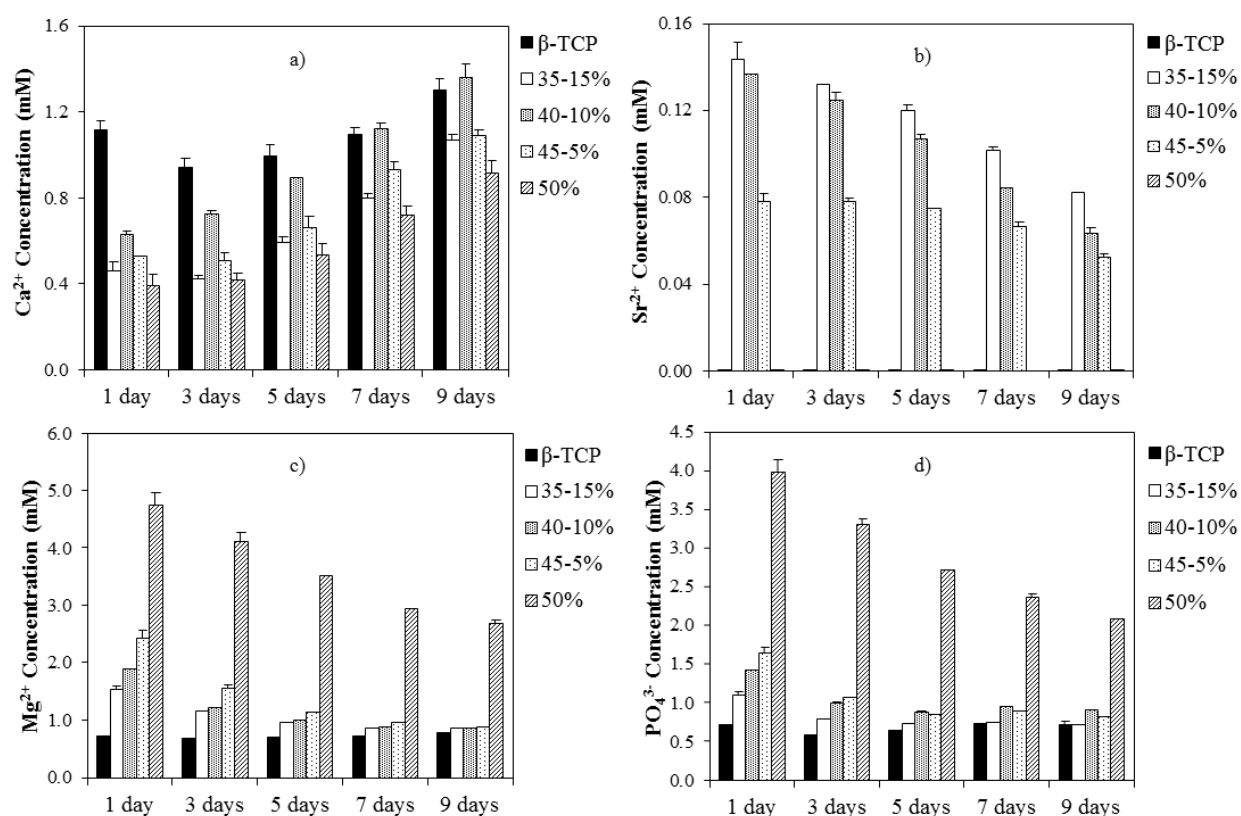 Ca²⁺ Concentration (mM)
1.6
1.2
0.8
0.4
0.0
a)
1 day 3 days 5 days 7 days 9 days
β-TCP
35-15%
40-10%
45-5%
50%
Sr²⁺ Concentration (mM)
0.16
0.12
0.08
0.04
0.00
b)
1 day 3 days 5 days 7 days 9 days
β-TCP
35-15%
40-10%
45-5%
50%
Mg²⁺ Concentration (mM)
6.0
5.0
4.0
3.0
2.0
1.0
0.0
c)
1 day 3 days 5 days 7 days 9 days
β-TCP
35-15%
40-10%
45-5%
50%
PO₄³⁻ Concentration (mM)
4.5
4.0
3.5
3.0
2.5
2.0
1.5
1.0
0.5
0.0
d)
1 day 3 days 5 days 7 days 9 days
β-TCP
35-15%
40-10%
45-5%
50%